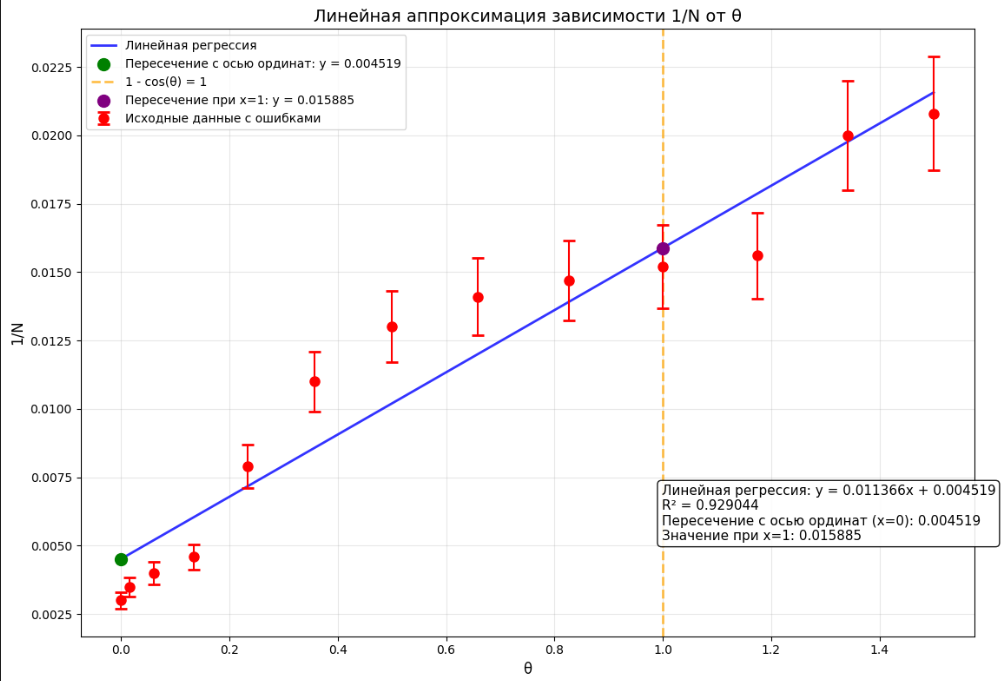 Линейная аппроксимация зависимости 1/N от θ
Линейная регрессия
Пересечение с осью ординат: y = 0.004519
1 - cos(θ) = 1
Пересечение при x=1: y = 0.015885
Исходные данные с ошибками
0.0225
0.0200
0.0175
0.0150
0.0125
0.0100
0.0075
0.0050
0.0025
1/N
Линейная регрессия: y = 0.011366x + 0.004519
R² = 0.929044
Пересечение с осью ординат (x=0): 0.004519
Значение при x=1: 0.015885
0.0 0.2 0.4 0.6 0.8 1.0 1.2 1.4
θ